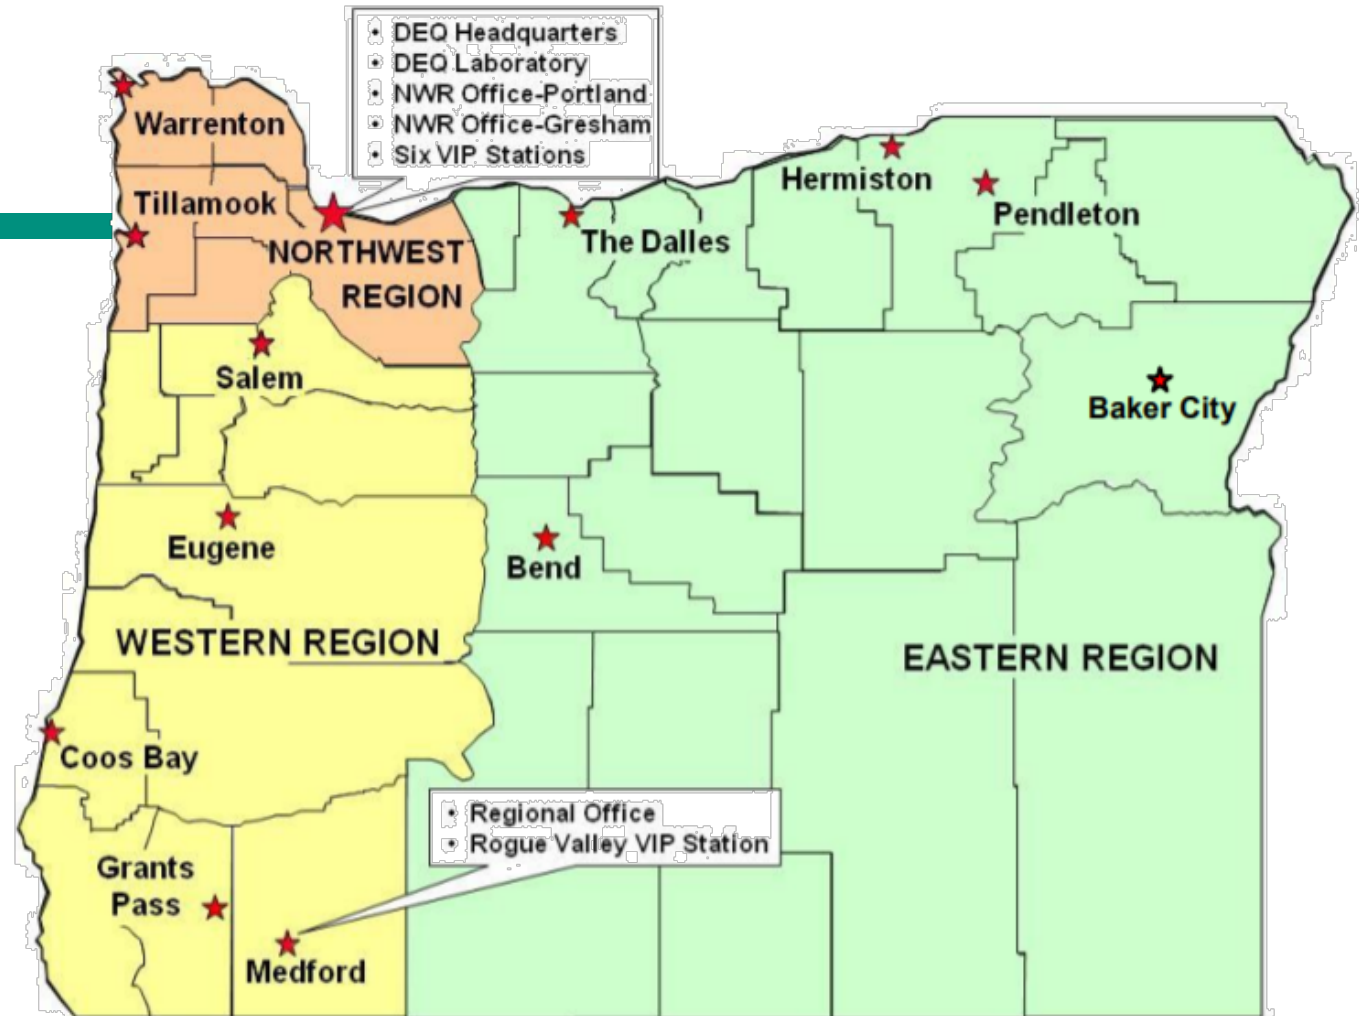 • DEQ Headquarters
• DEQ Laboratory
• NWR Office-Portland
• NWR Office-Gresham
• Six VIP Stations
Warrenton
Tillamook
NORTHWEST
REGION
Hermiston
Pendleton
The Dalles
Salem
Baker City
Eugene
Bend
WESTERN REGION
EASTERN REGION
Coos Bay
• Regional Office
• Rogue Valley VIP Station
Grants
Pass
Medford